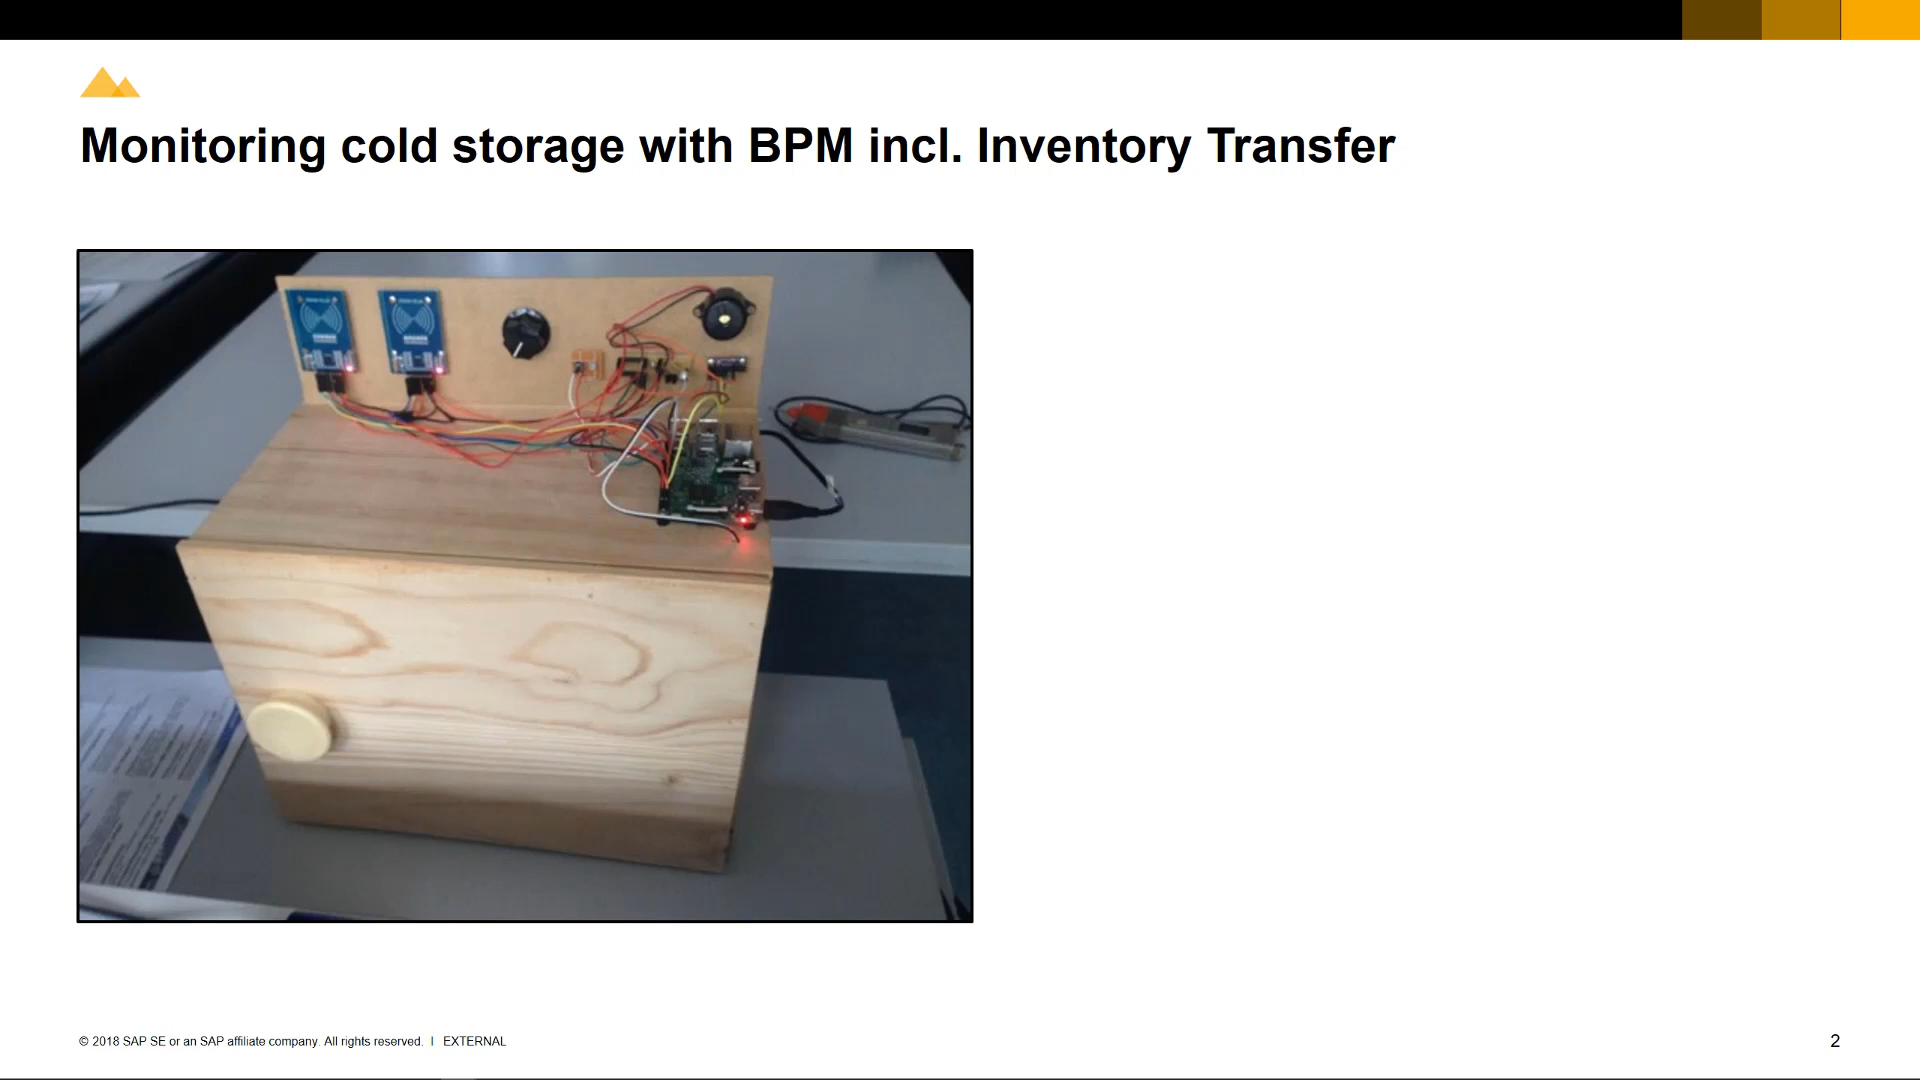 Monitoring cold storage with BPM incl. Inventory Transfer
© 2018 SAP SE or an SAP affiliate company. All rights reserved. ǀ EXTERNAL
2